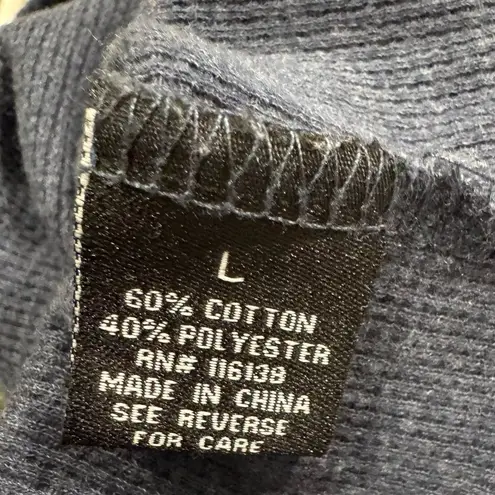 L
60% COTTON
40% POLYESTER
RN# 116138
MADE IN CHINA
SEE REVERSE
FOR CARE